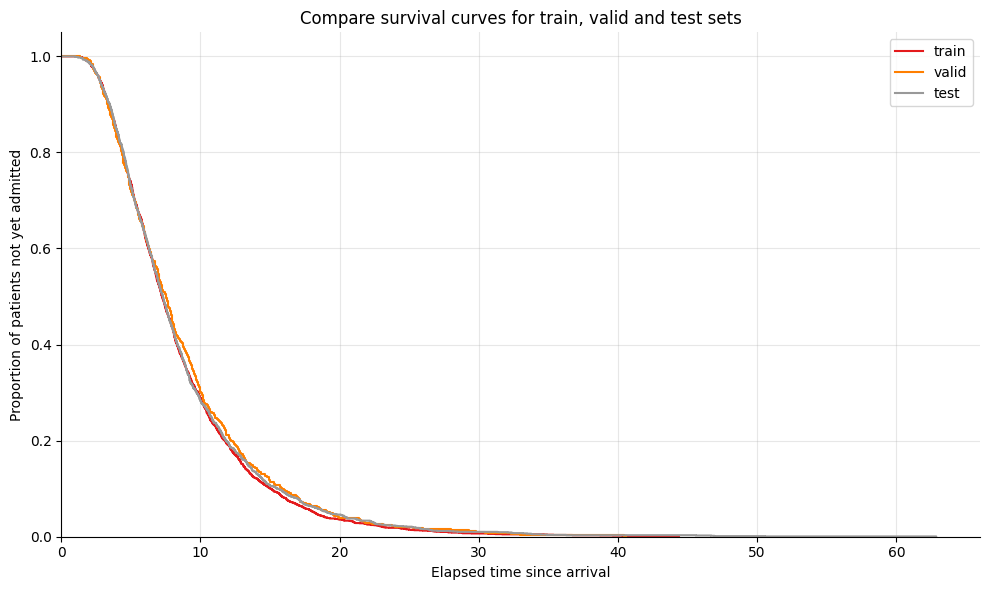 Compare survival curves for train, valid and test sets
train
valid
test
Proportion of patients not yet admitted
1.0
0.8
0.6
0.4
0.2
0.0
0 10 20 30 40 50 60
Elapsed time since arrival